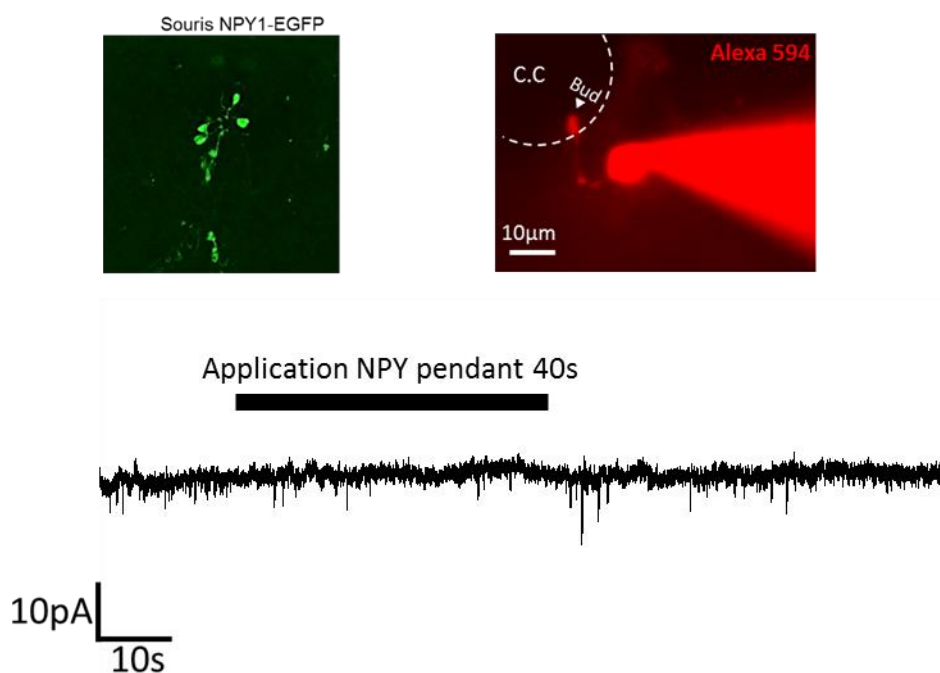 Souris NPY1-EGFP
Alexa 594
C.C
Bud
10µm
Application NPY pendant 40s
10pA
10s